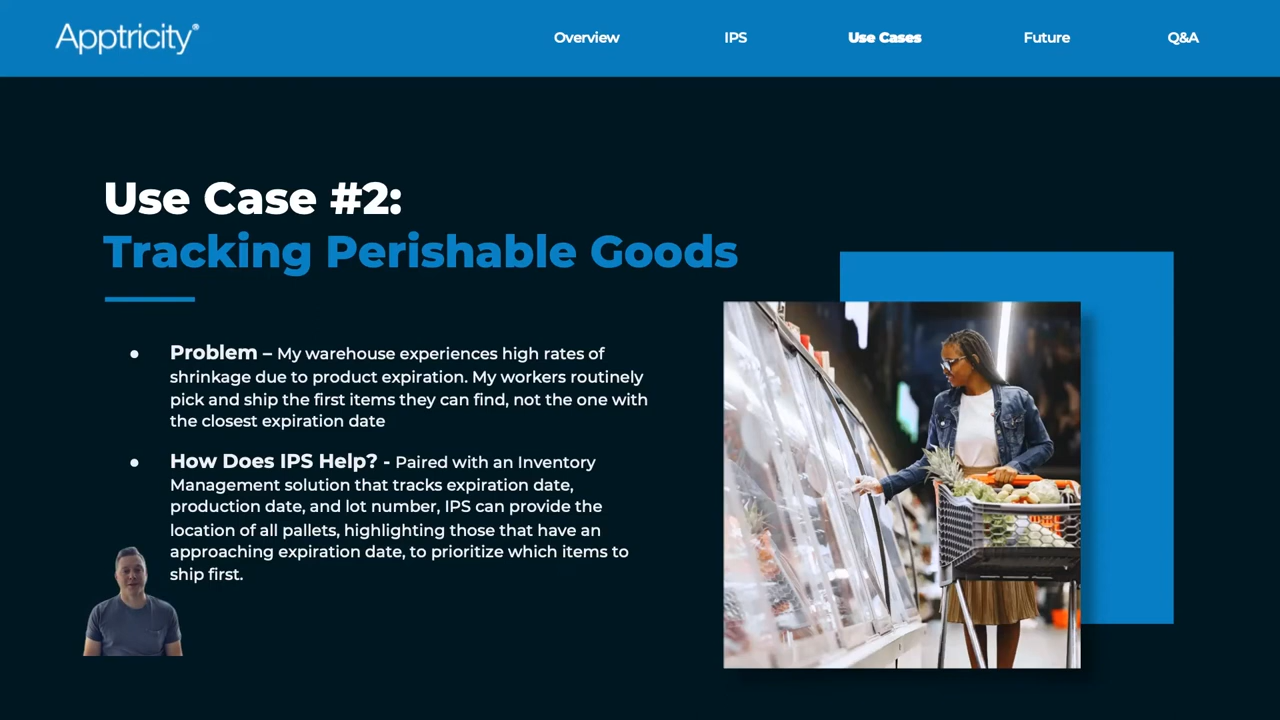 Apptricity®
Overview
IPS
Use Cases
Future
Q&A
Use Case #2:
Tracking Perishable Goods
● Problem – My warehouse experiences high rates of
shrinkage due to product expiration. My workers routinely
pick and ship the first items they can find, not the one with
the closest expiration date
● How Does IPS Help? - Paired with an Inventory
Management solution that tracks expiration date,
production date, and lot number, IPS can provide the
location of all pallets, highlighting those that have an
approaching expiration date, to prioritize which items to
ship first.